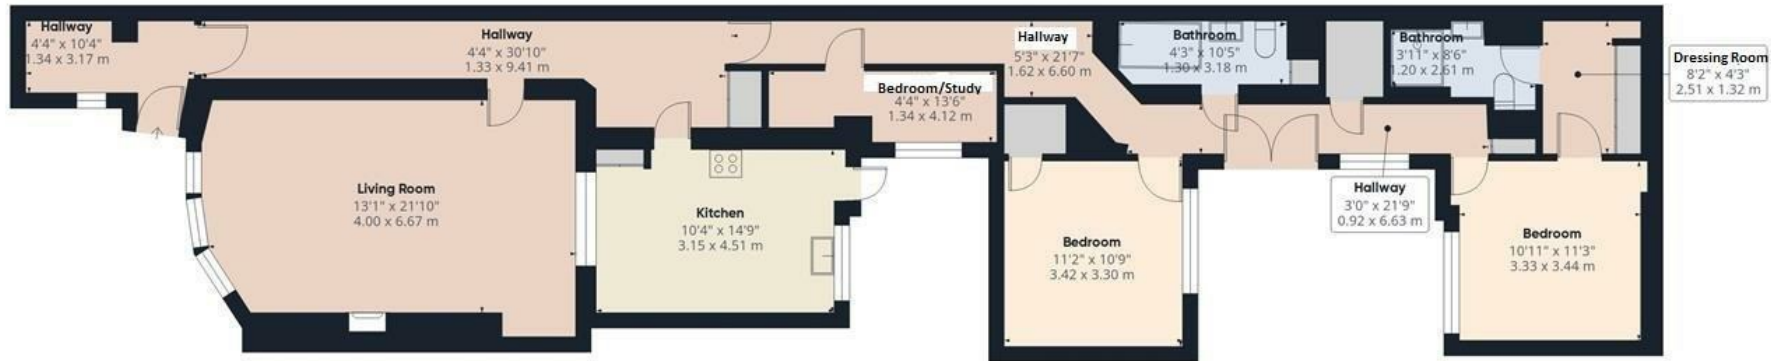 Hallway
4'4" x 10'4"
1.34 x 3.17 m
Hallway
4'4" x 30'10"
1.33 x 9.41 m
Hallway
5'3" x 21'7"
1.62 x 6.60 m
Bathroom
4'3" x 10'5"
1.30 x 3.18 m
Bathroom
3'11" x 8'6"
1.20 x 2.61 m
Dressing Room
8'2" x 4'3"
2.51 x 1.32 m
Bedroom/Study
4'4" x 13'6"
1.34 x 4.12 m
Living Room
13'1" x 21'10"
4.00 x 6.67 m
Kitchen
10'4" x 14'9"
3.15 x 4.51 m
Bedroom
11'2" x 10'9"
3.42 x 3.30 m
Hallway
3'0" x 21'9"
0.92 x 6.63 m
Bedroom
10'11" x 11'3"
3.33 x 3.44 m